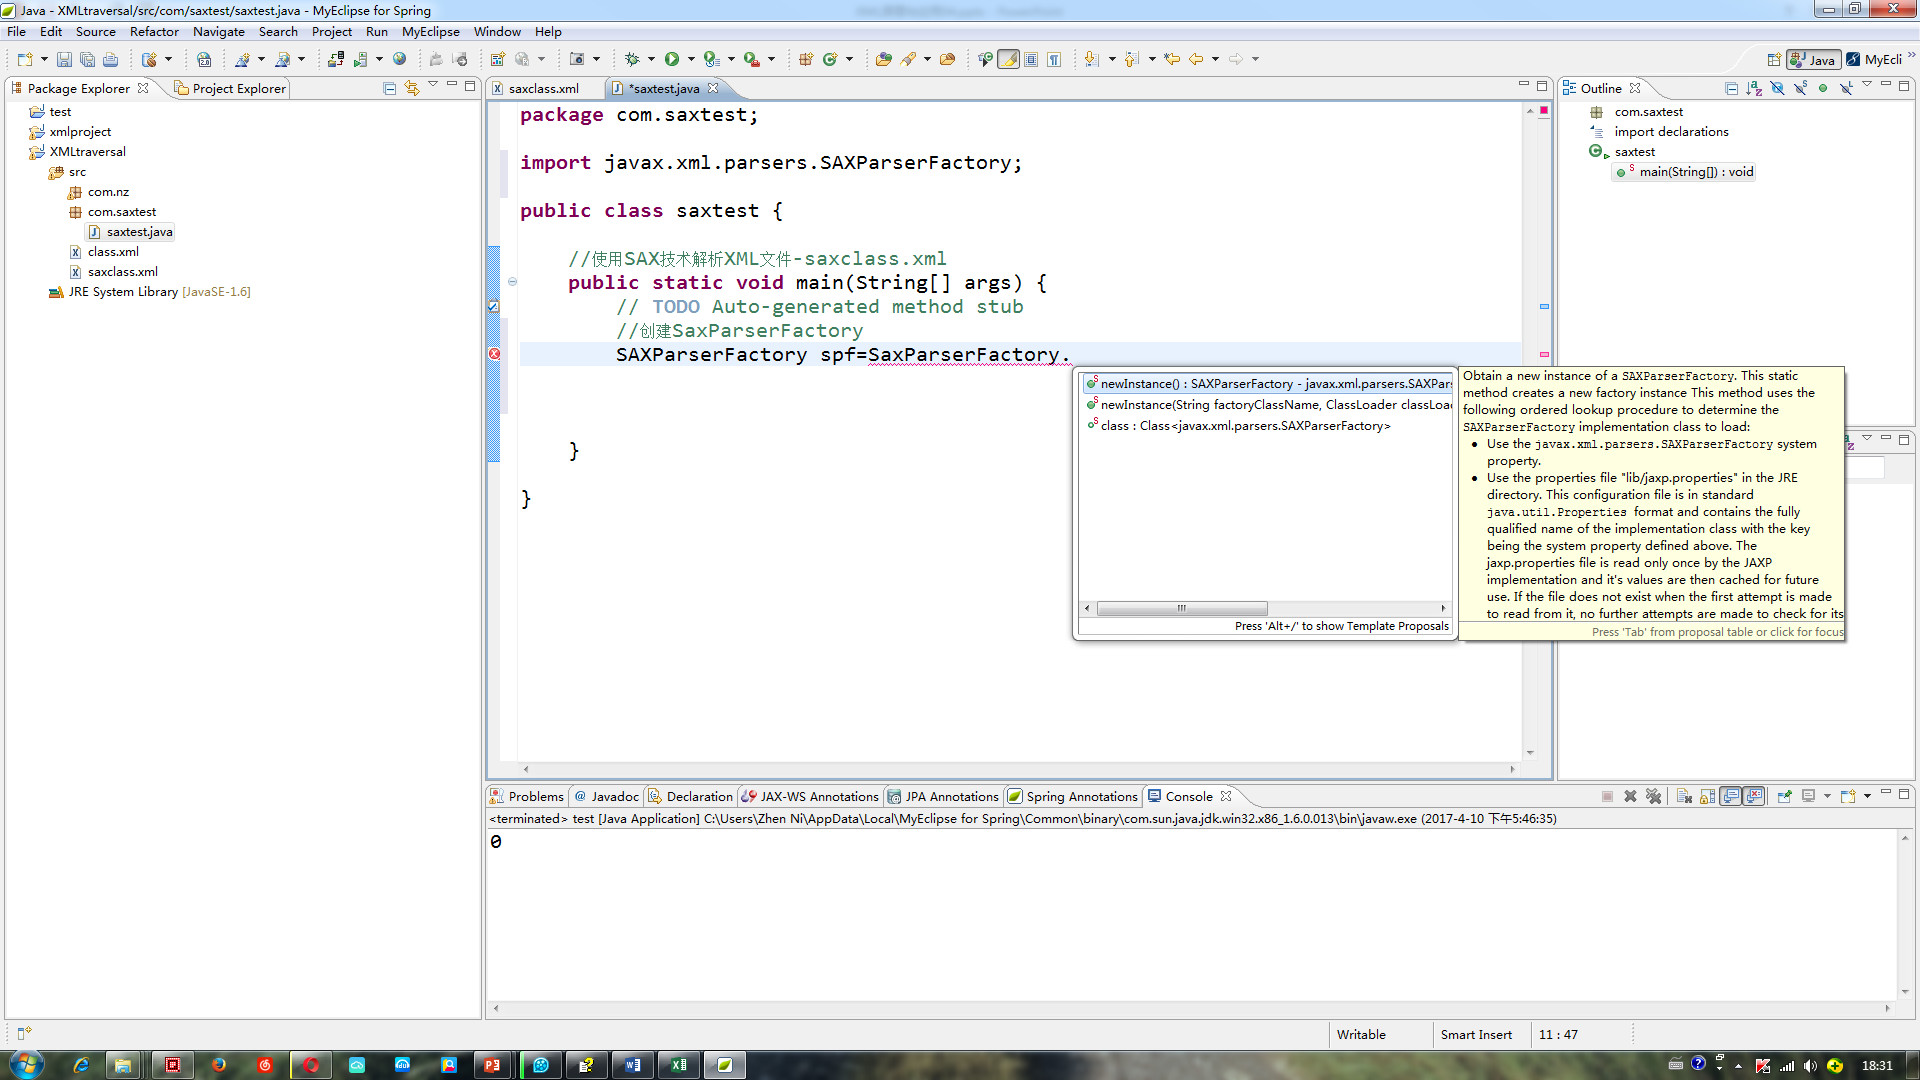 Java - XMLtraversal/src/com/saxtest/saxtest.java - MyEclipse for Spring
File Edit Source Refactor Navigate Search Project Run MyEclipse Window Help
Java
MyEcli
Package Explorer
Project Explorer
test
xmlproject
XMLtraversal
src
com.nz
com.saxtest
saxtest.java
class.xml
saxclass.xml
JRE System Library [JavaSE-1.6]
saxclass.xml
*saxtest.java
package com.saxtest;
import javax.xml.parsers.SAXParserFactory;
public class saxtest {
//使用SAX技术解析XML文件-saxclass.xml
public static void main(String[] args) {
// TODO Auto-generated method stub
//创建SaxParserFactory
SAXParserFactory spf=SaxParserFactory.
}
}
newInstance() : SAXParserFactory - javax.xml.parsers.SAXPar
newInstance(String factoryClassName, ClassLoader classLoa
class : Class<javax.xml.parsers.SAXParserFactory>
Press 'Alt+/' to show Template Proposals
Obtain a new instance of a SAXParserFactory. This static
method creates a new factory instance This method uses the
following ordered lookup procedure to determine the
SAXParserFactory implementation class to load:
• Use the javax.xml.parsers.SAXParserFactory system
property.
• Use the properties file "lib/jaxp.properties" in the JRE
directory. This configuration file is in standard
java.util.Properties format and contains the fully
qualified name of the implementation class with the key
being the system property defined above. The
jaxp.properties file is read only once by the JAXP
implementation and it's values are then cached for future
use. If the file does not exist when the first attempt is made
to read from it, no further attempts are made to check for its
Press 'Tab' from proposal table or click for focus
Outline
com.saxtest
import declarations
saxtest
main(String[]) : void
Problems
Javadoc
Declaration
JAX-WS Annotations
JPA Annotations
Spring Annotations
Console
<terminated> test [Java Application] C:\Users\Zhen Ni\AppData\Local\MyEclipse for Spring\Common\binary\com.sun.java.jdk.win32.x86_1.6.0.013\bin\javaw.exe (2017-4-10 下午5:46:35)
0
Writable
Smart Insert
11 : 47
18:31